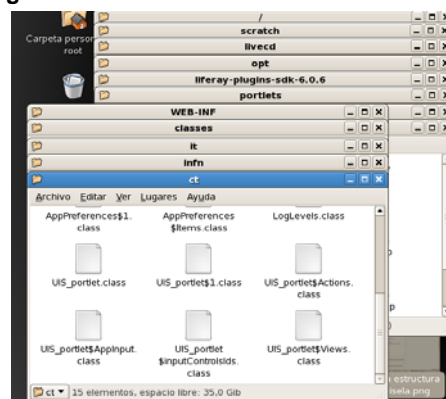 Carpeta person
root
/
scratch
livecd
opt
liferay-plugins-sdk-6.0.6
portlets
WEB-INF
classes
it
infn
ct
Archivo Editar Ver Lugares Ayuda
AppPreferences$1.
class
AppPreferences
$Items.class
LogLevels.class
UIS_portlet.class
UIS_portlet$1.class
UIS_portlet$Actions.
class
UIS_portlet$AppInput.
class
UIS_portlet
$inputControlsIds.
class
UIS_portlet$Views.
class
ct
15 elementos, espacio libre: 35,0 Gib
estructura
isela.png